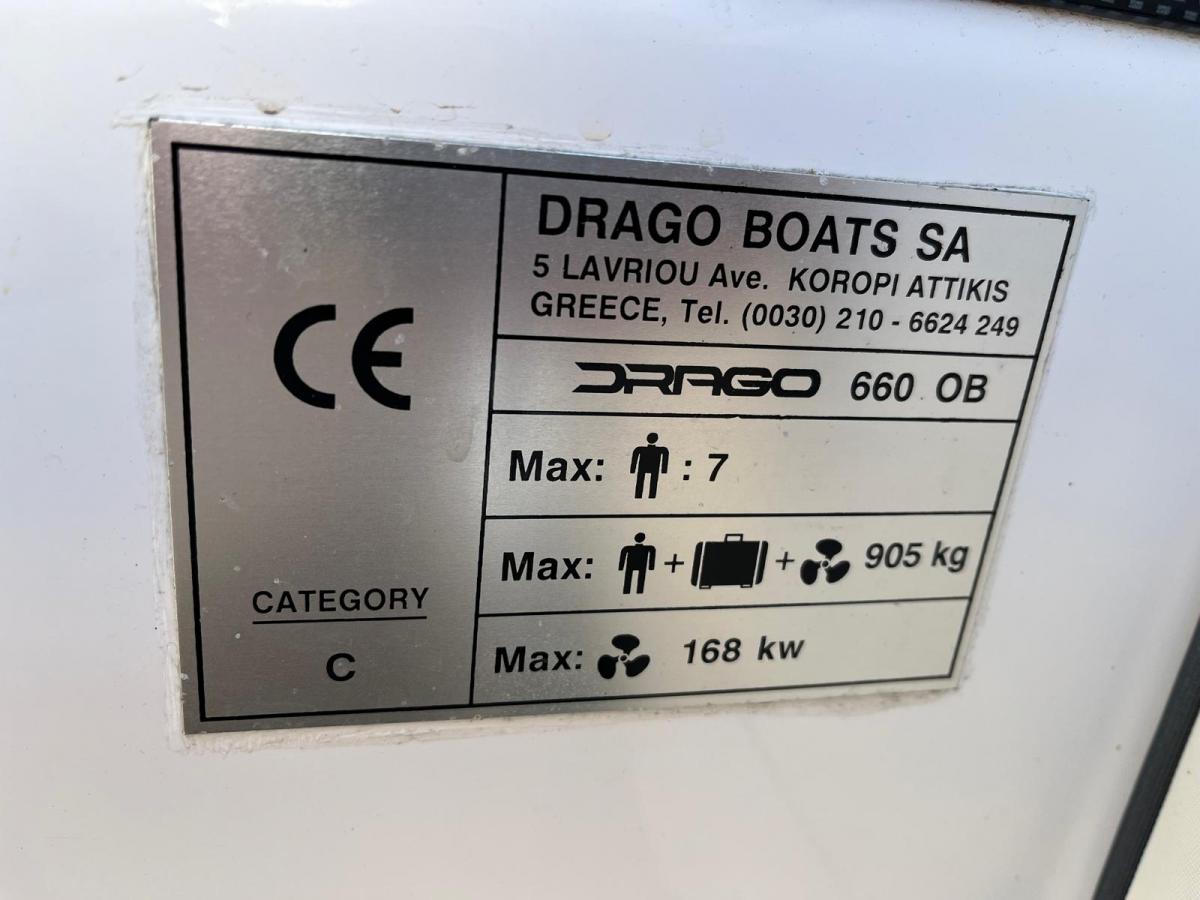 CE
CATEGORY
C
DRAGO BOATS SA
5 LAVRIOU Ave. KOROPI ATTIKIS
GREECE, Tel. (0030) 210 - 6624 249
DRAGO 660 OB
Max: : 7
Max: + + 905 kg
Max: 168 kw